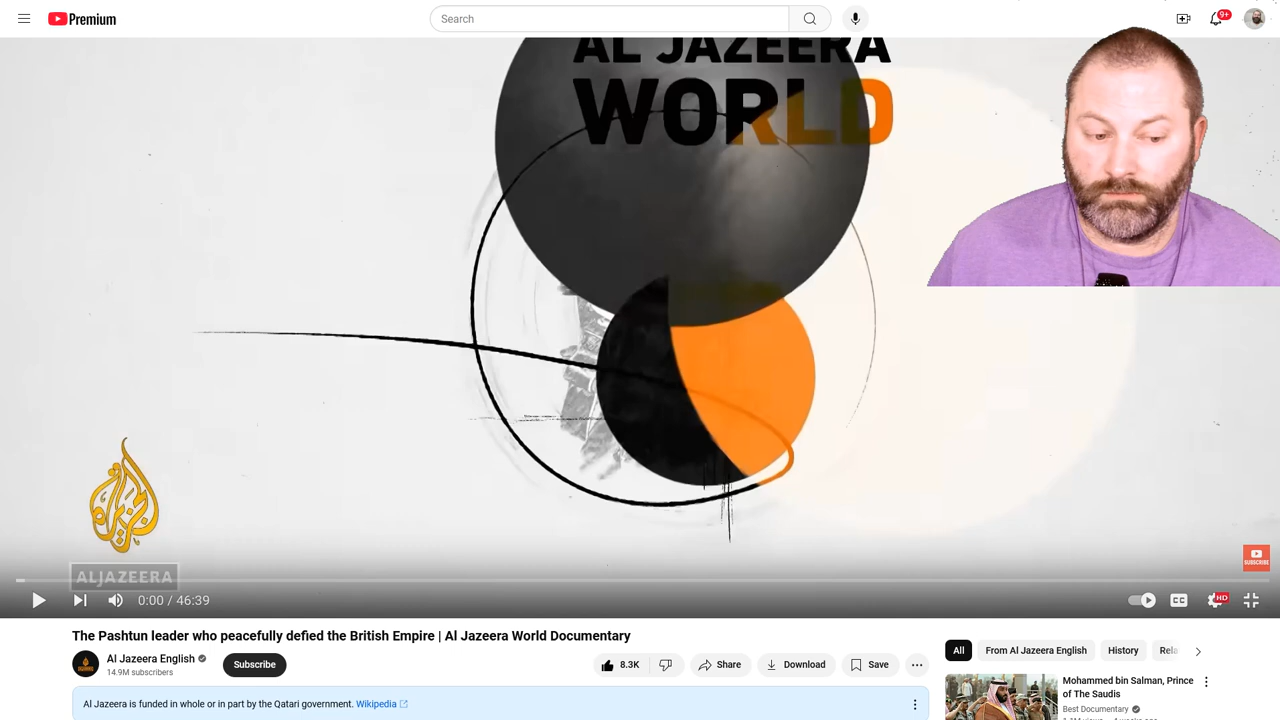 Premium
Search
9+
AL JAZEERA
WORLD
ALJAZEERA
SUBSCRIBE
0:00 / 46:39
CC
HD
The Pashtun leader who peacefully defied the British Empire | Al Jazeera World Documentary
Al Jazeera English
14.9M subscribers
Subscribe
8.3K
Share
Download
Save
All
From Al Jazeera English
History
Rela
Al Jazeera is funded in whole or in part by the Qatari government. Wikipedia
Mohammed bin Salman, Prince
of The Saudis
Best Documentary